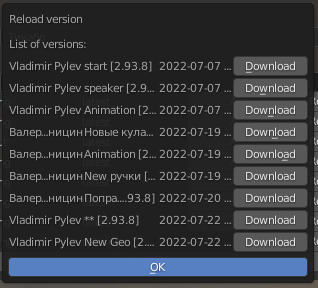 Reload version
List of versions:
Vladimir Pylev start [2.93.8] 2022-07-07 ... Download
Vladimir Pylev speaker [2.9... 2022-07-07 ... Download
Vladimir Pylev Animation [2... 2022-07-07 ... Download
Валер...ницин Новые кула... 2022-07-19 ... Download
Валер...ницин Animation [2... 2022-07-19 ... Download
Валер...ницин New ручки [... 2022-07-19 ... Download
Валер...ницин Попра....93.8] 2022-07-20 ... Download
Vladimir Pylev ** [2.93.8] 2022-07-22 ... Download
Vladimir Pylev New Geo [2.... 2022-07-22 ... Download
OK